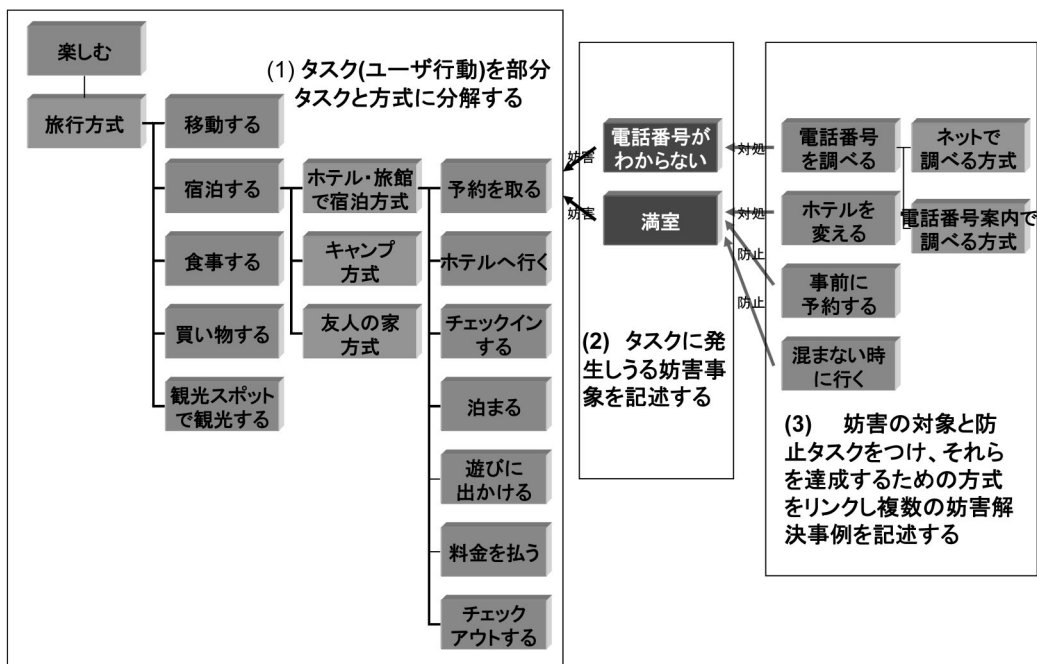 楽しむ
(1) タスク(ユーザ行動)を部分
タスクと方式に分解する
旅行方式
移動する
宿泊する
ホテル・旅館
で宿泊方式
予約を取る
食事する
キャンプ
方式
ホテルへ行く
買い物する
友人の家
方式
チェックイン
する
観光スポット
で観光する
泊まる
遊びに
出かける
料金を払う
チェック
アウトする
妨害
妨害
電話番号が
わからない
満室
(2) タスクに発
生しうる妨害事
象を記述する
対処
対処
防止
防止
電話番号
を調べる
ネットで
調べる方式
ホテルを
変える
電話番号案内で
調べる方式
事前に
予約する
混まない時
に行く
(3) 妨害の対象と防
止タスクをつけ、それら
を達成するための方式
をリンクし複数の妨害解
決事例を記述する